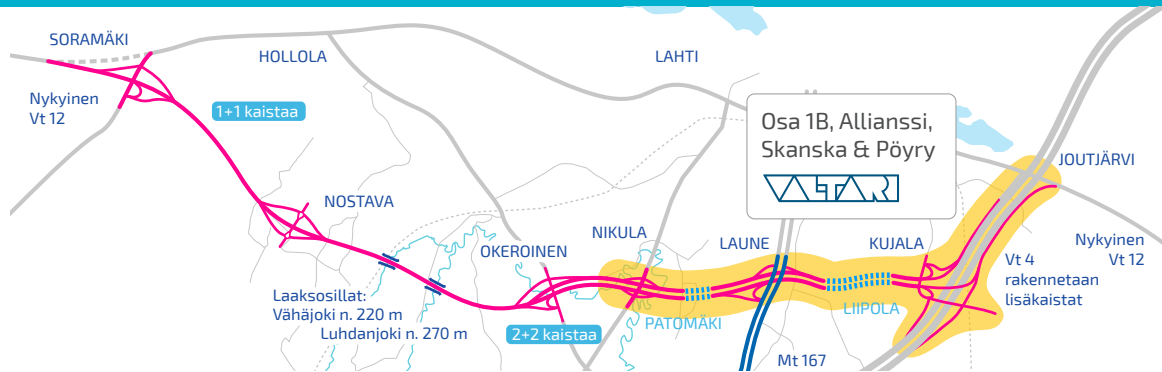 SORAMÄKI
HOLLOLA
LAHTI
Nykyinen
Vt 12
1+1 kaistaa
Osa 1B, Allianssi,
Skanska & Pöyry
VALTARI
JOUTJÄRVI
NOSTAVA
NIKULA
LAUNE
KUJALA
OKEROINEN
Nykyinen
Vt 12
Vt 4
rakennetaan
lisäkaistat
Laaksosillat:
Vähäjoki n. 220 m
Luhdanjoki n. 270 m
2+2 kaistaa
PATOMÄKI
LIIPOLA
Mt 167